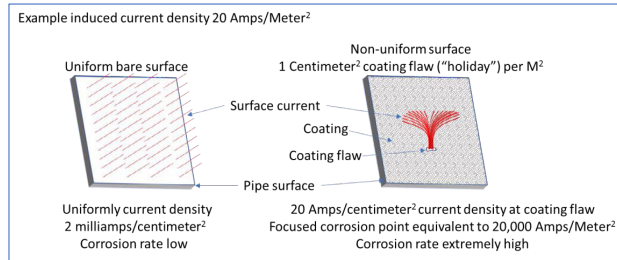 Example induced current density 20 Amps/Meter²
Uniform bare surface
Non-uniform surface
1 Centimeter² coating flaw (“holiday”) per M²
Surface current
Coating
Coating flaw
Pipe surface
Uniformly current density
2 milliamps/centimeter²
Corrosion rate low
20 Amps/centimeter² current density at coating flaw
Focused corrosion point equivalent to 20,000 Amps/Meter²
Corrosion rate extremely high